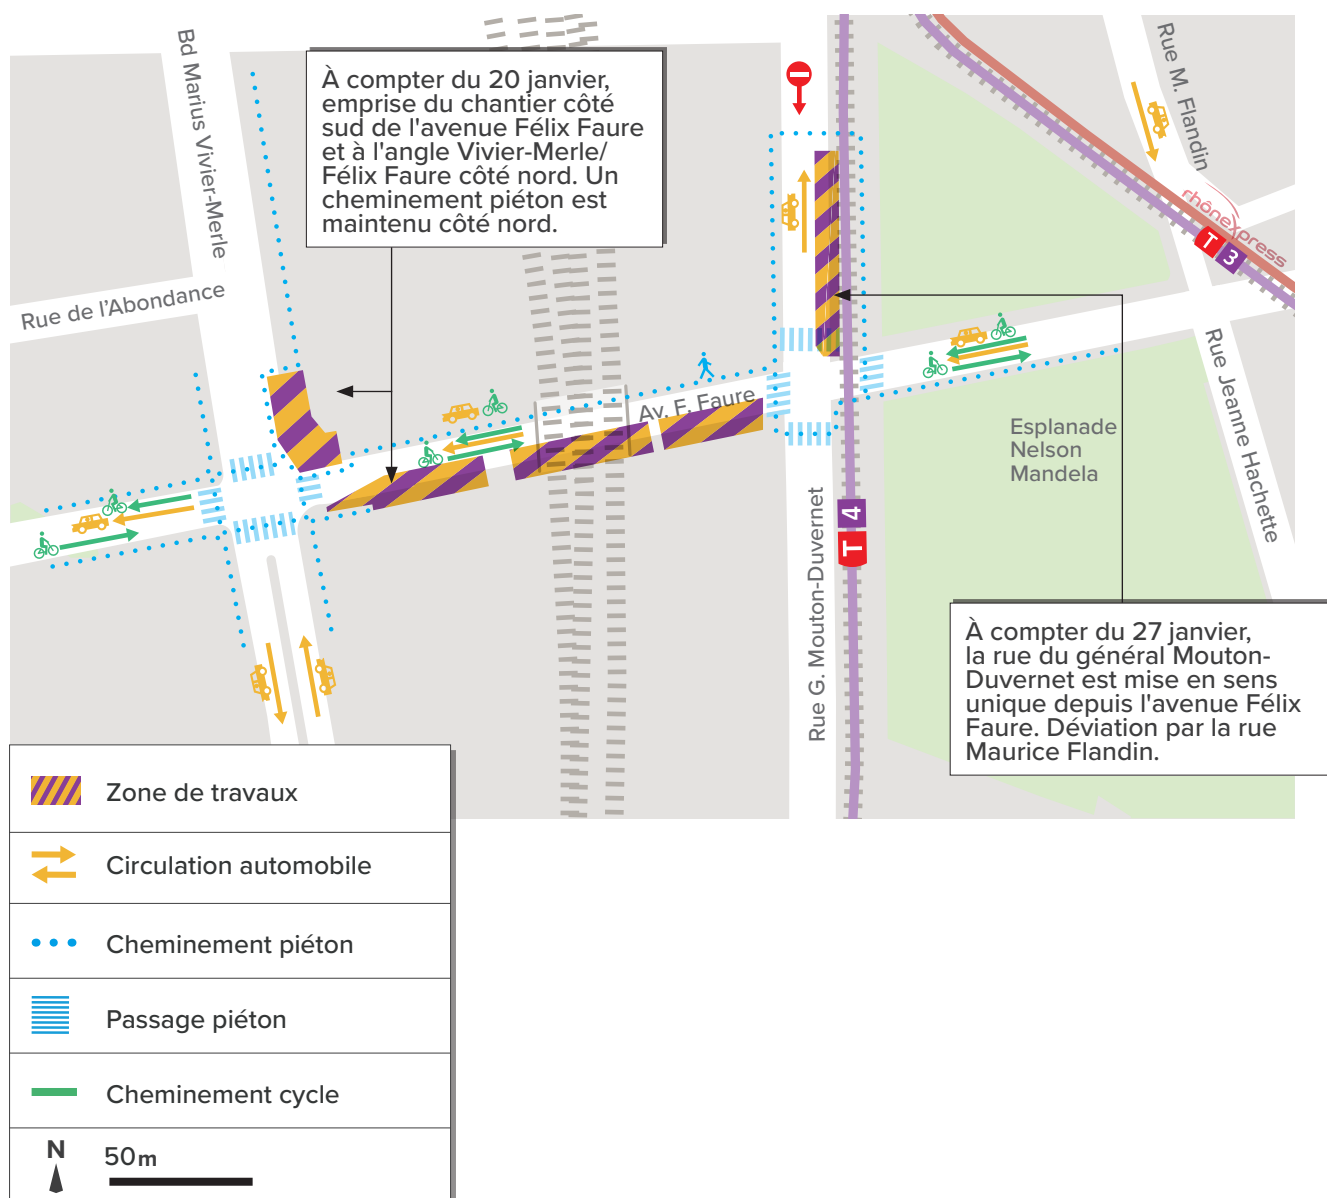 Bd Marius Vivier-Merle
À compter du 20 janvier,
emprise du chantier côté
sud de l'avenue Félix Faure
et à l'angle Vivier-Merle/
Félix Faure côté nord. Un
cheminement piéton est
maintenu côté nord.
Rue M. Flandin
rhônexpress
T 3
Rue de l'Abondance
Av. F. Faure
Esplanade
Nelson
Mandela
Rue Jeanne Hachette
T 4
Rue G. Mouton-Duvernet
À compter du 27 janvier,
la rue du général Mouton-
Duvernet est mise en sens
unique depuis l'avenue Félix
Faure. Déviation par la rue
Maurice Flandin.
Zone de travaux
Circulation automobile
Cheminement piéton
Passage piéton
Cheminement cycle
N
50m